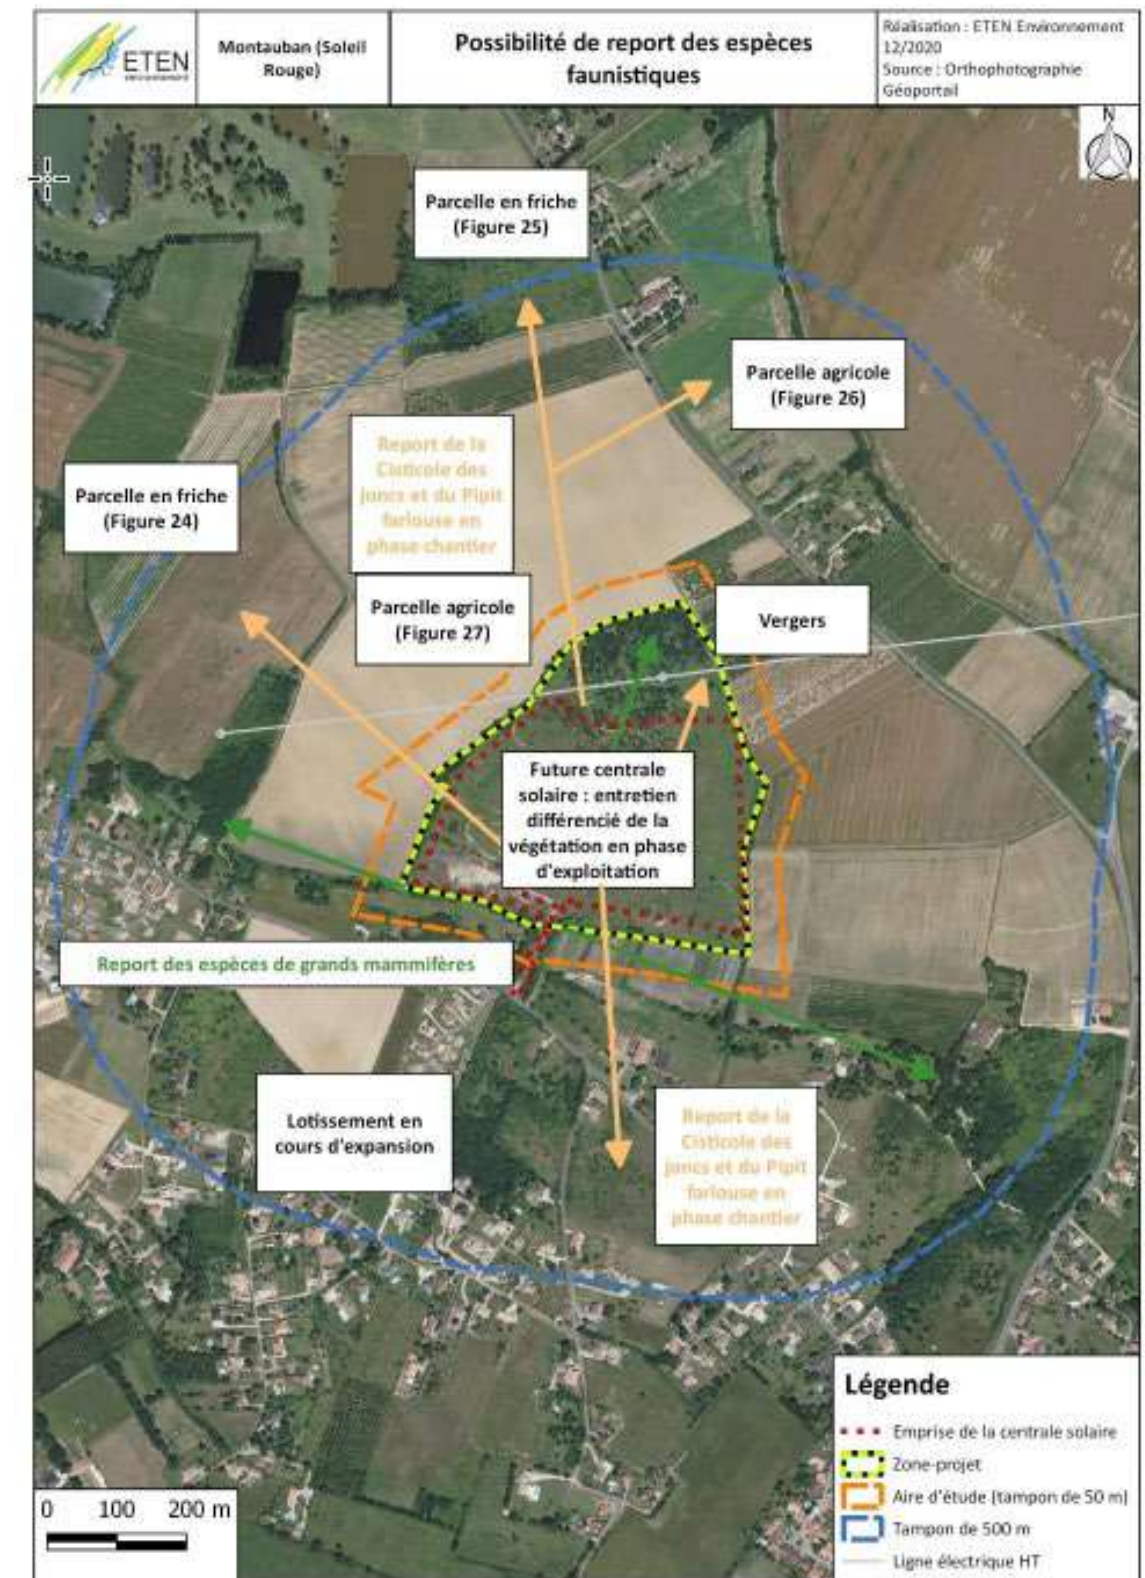 ETEN
environnement
Montauban (Soleil
Rouge)
Possibilité de report des espèces
faunistiques
Réalisation : ETEN Environnement
12/2020
Source : Orthophotographie
Géoportail
N
Parcelle en friche
(Figure 25)
Parcelle agricole
(Figure 26)
Report de la
Cisticole des
joncs et du Pipit
farlouse en
phase chantier
Parcelle en friche
(Figure 24)
Parcelle agricole
(Figure 27)
Vergers
Future centrale
solaire : entretien
différencié de la
végétation en phase
d'exploitation
Report des espèces de grands mammifères
Lotissement en
cours d'expansion
Report de la
Cisticole des
joncs et du Pipit
farlouse en
phase chantier
Légende
Emprise de la centrale solaire
Zone-projet
Aire d'étude (tampon de 50 m)
Tampon de 500 m
Ligne électrique HT
0 100 200 m